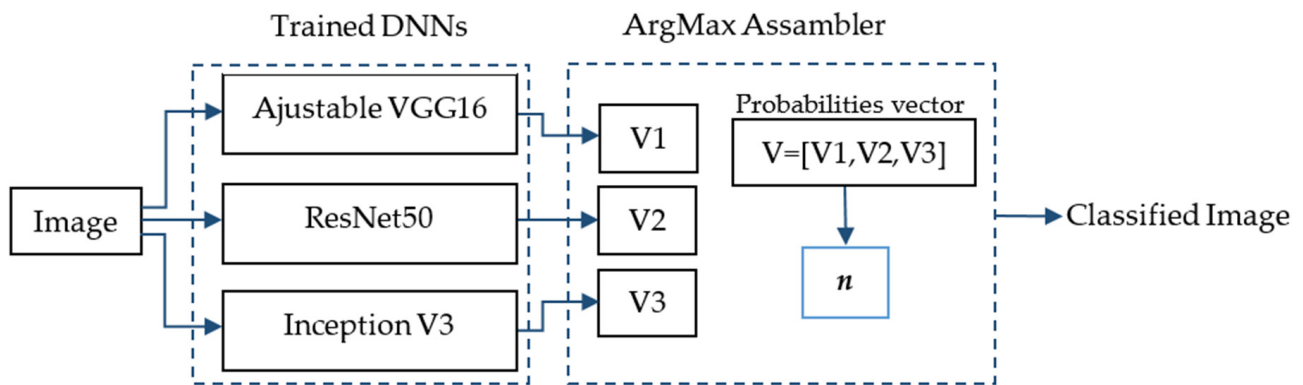 Trained DNNs
ArgMax Assambler
Ajustable VGG16
ResNet50
Inception V3
Image
V1
V2
V3
Probabilities vector
V=[V1,V2,V3]
n
Classified Image